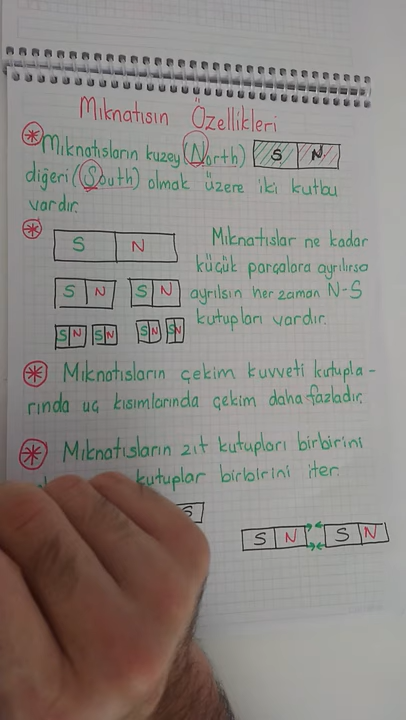 Mıknatısın Özellikleri
* Mıknatısların kuzey (North) S N
diğeri (South) olmak üzere iki kutbu
vardır.
* S N Mıknatıslar ne kadar
küçük parçalara ayrılırsa
S N S N ayrılsın her zaman N-S
kutupları vardır.
S N S N S N S N
* Mıknatısların çekim kuvveti kutupla-
rında uç kısımlarında çekim daha fazladır.
* Mıknatısların zıt kutupları birbirini
kutuplar birbirini iter.
S
S N S N